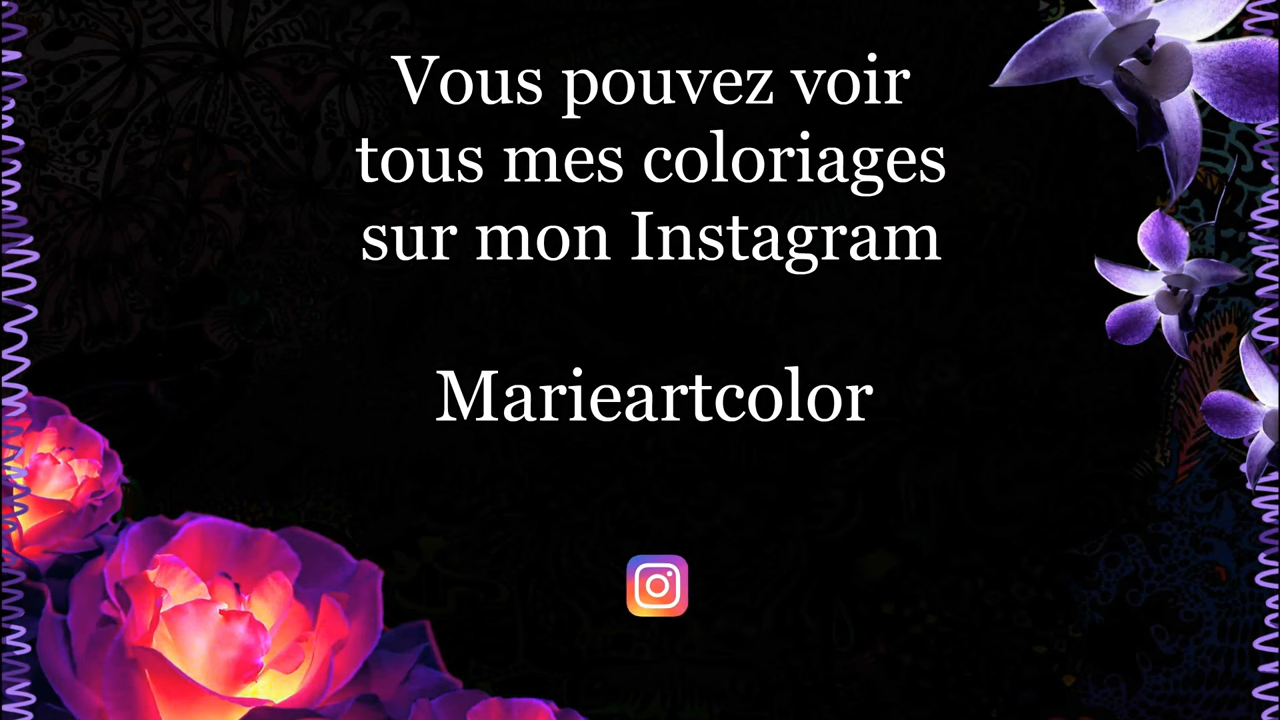 Vous pouvez voir
tous mes coloriages
sur mon Instagram
Marieartcolor